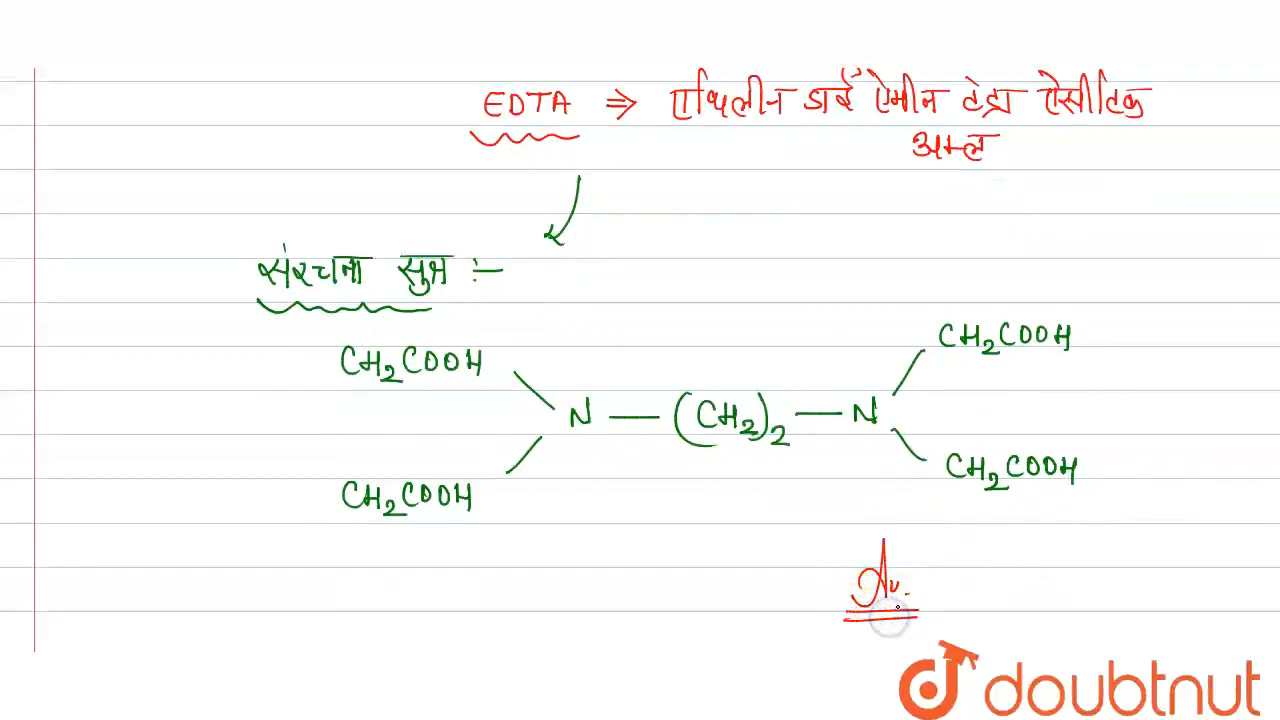 EDTA ⇒ एथिलीन डाई ऐमीन टेट्रा ऐसीटिक
अम्ल
संरचना सुत्र :-
CH2COOH CH2COOH
N — (CH2)2 — N
CH2COOH CH2COOH
doubtnut